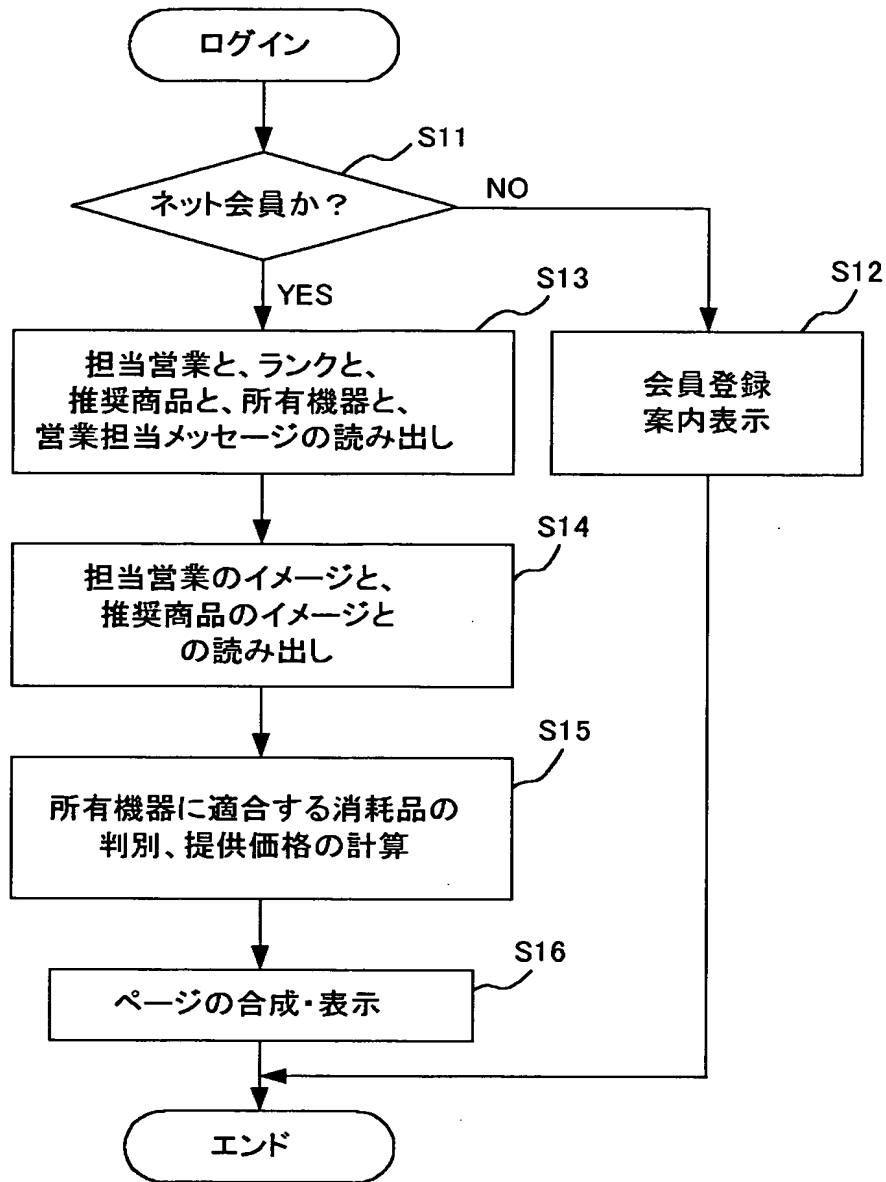 ログイン
S11
ネット会員か？
NO
YES
S13
担当営業と、ランクと、
推奨商品と、所有機器と、
営業担当メッセージの読み出し
S12
会員登録
案内表示
S14
担当営業のイメージと、
推奨商品のイメージと
の読み出し
S15
所有機器に適合する消耗品の
判別、提供価格の計算
S16
ページの合成・表示
エンド